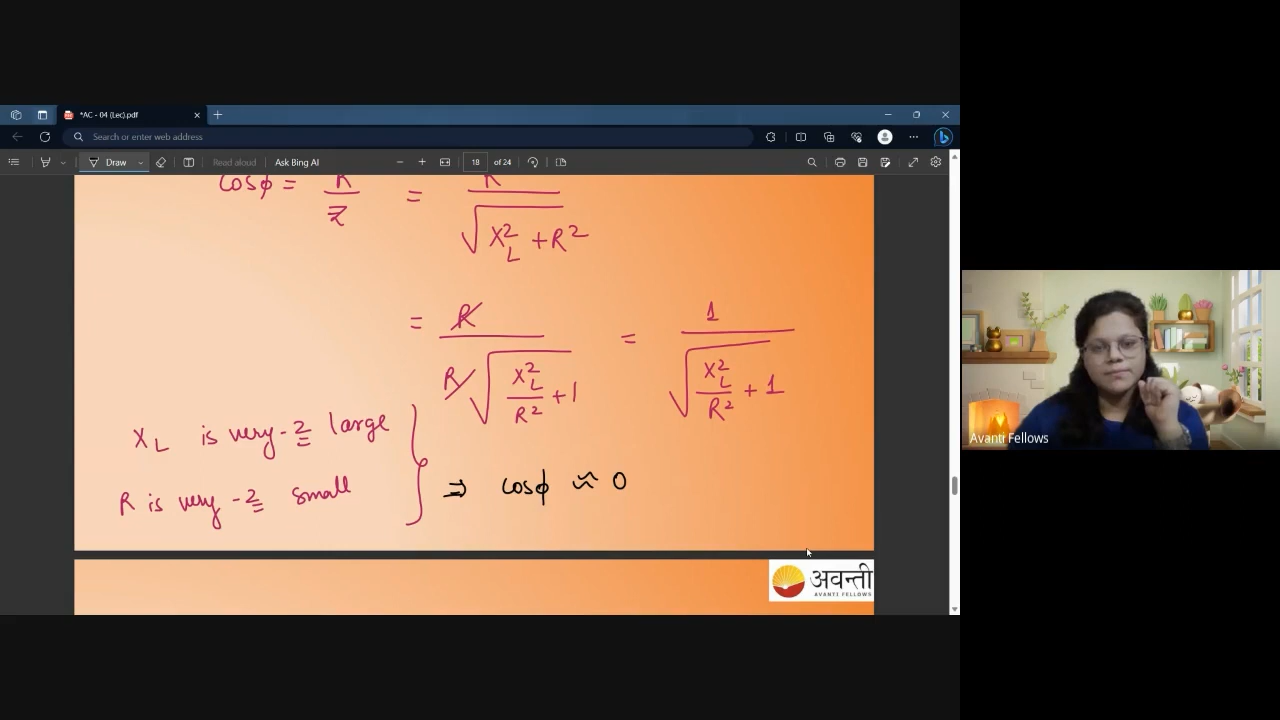 *AC - 04 (Lec).pdf
Search or enter web address
Draw Read aloud Ask Bing AI 18 of 24
cosφ = R/Z = R/√(X_L² + R²)
= R/(R√(X_L²/R² + 1)) = 1/√(X_L²/R² + 1)
X_L is very-2 large
R is very-2 small
⇒ cosφ ≈ 0
Avanti Fellows
अवन्ती
AVANTI FELLOWS